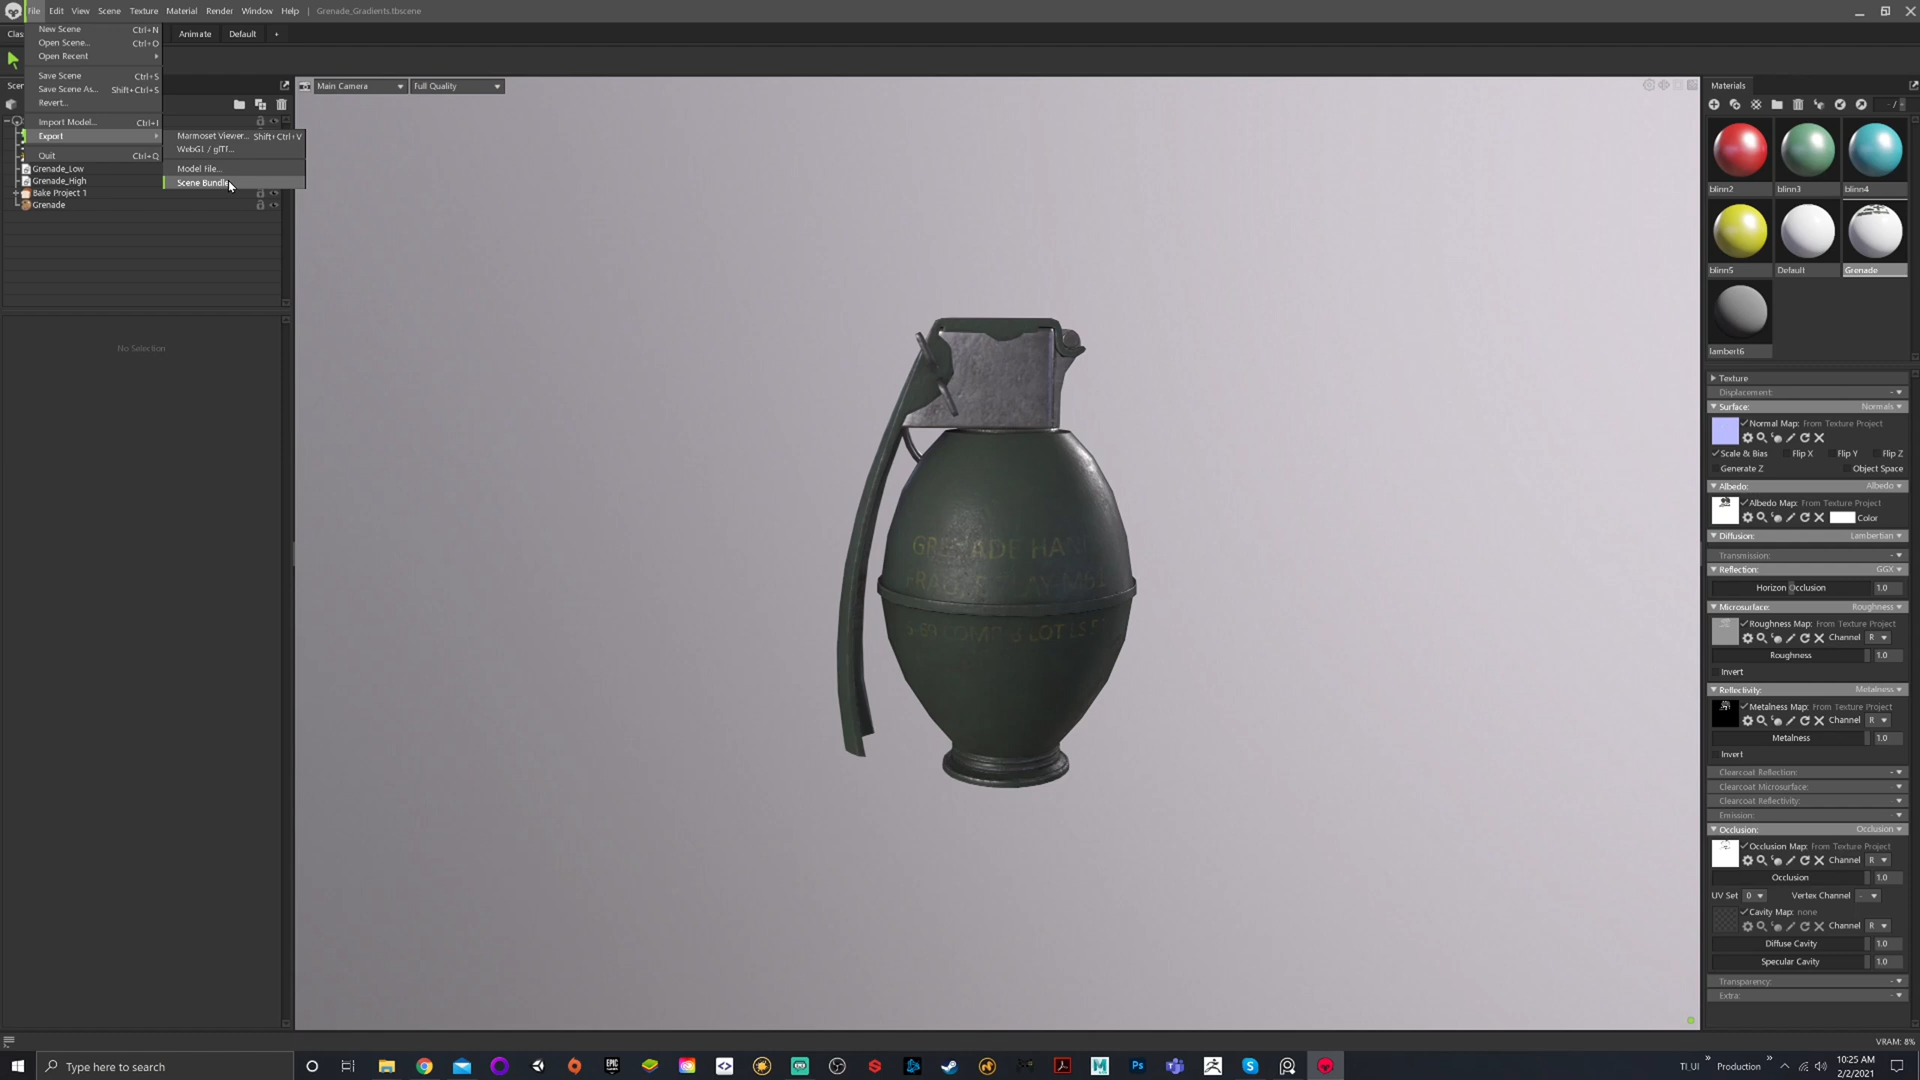 File Edit View Scene Texture Material Render Window Help Grenade_Gradients.tbscene
Clas Animate Default +
New Scene Ctrl+N
Open Scene... Ctrl+O
Open Recent
Save Scene Ctrl+S
Save Scene As... Shift+Ctrl+S
Revert...
Import Model... Ctrl+I
Export
Quit Ctrl+Q
Marmoset Viewer... Shift+Ctrl+V
WebGL / glTF...
Model File...
Scene Bundle
Scen
Grenade_Low
Grenade_High
Bake Project 1
Grenade
No Selection
Main Camera Full Quality
GRENADE HAN
COMP B LOT LS
Materials
blinn2 blinn3 blinn4
blinn5 Default Grenade
lambert6
Texture
Displacement:
Surface: Normals
Normal Map: From Texture Project
Scale & Bias Flip X Flip Y Flip Z
Generate Z Object Space
Albedo: Albedo
Albedo Map: From Texture Project
Color
Diffusion: Lambertian
Transmission:
Reflection: GGX
Horizon Occlusion 1.0
Microsurface: Roughness
Roughness Map: From Texture Project
Channel R
Roughness 1.0
Invert
Reflectivity: Metalness
Metalness Map: From Texture Project
Channel R
Metalness 1.0
Invert
Clearcoat Reflection:
Clearcoat Microsurface:
Clearcoat Reflectivity:
Emission:
Occlusion: Occlusion
Occlusion Map: From Texture Project
Channel R
Occlusion 1.0
UV Set 0 Vertex Channel -
Cavity Map: none
Channel R
Diffuse Cavity 1.0
Specular Cavity 1.0
Transparency:
Extra:
VRAM: 8%
Type here to search
TI_UI Production
10:25 AM
2/2/2021